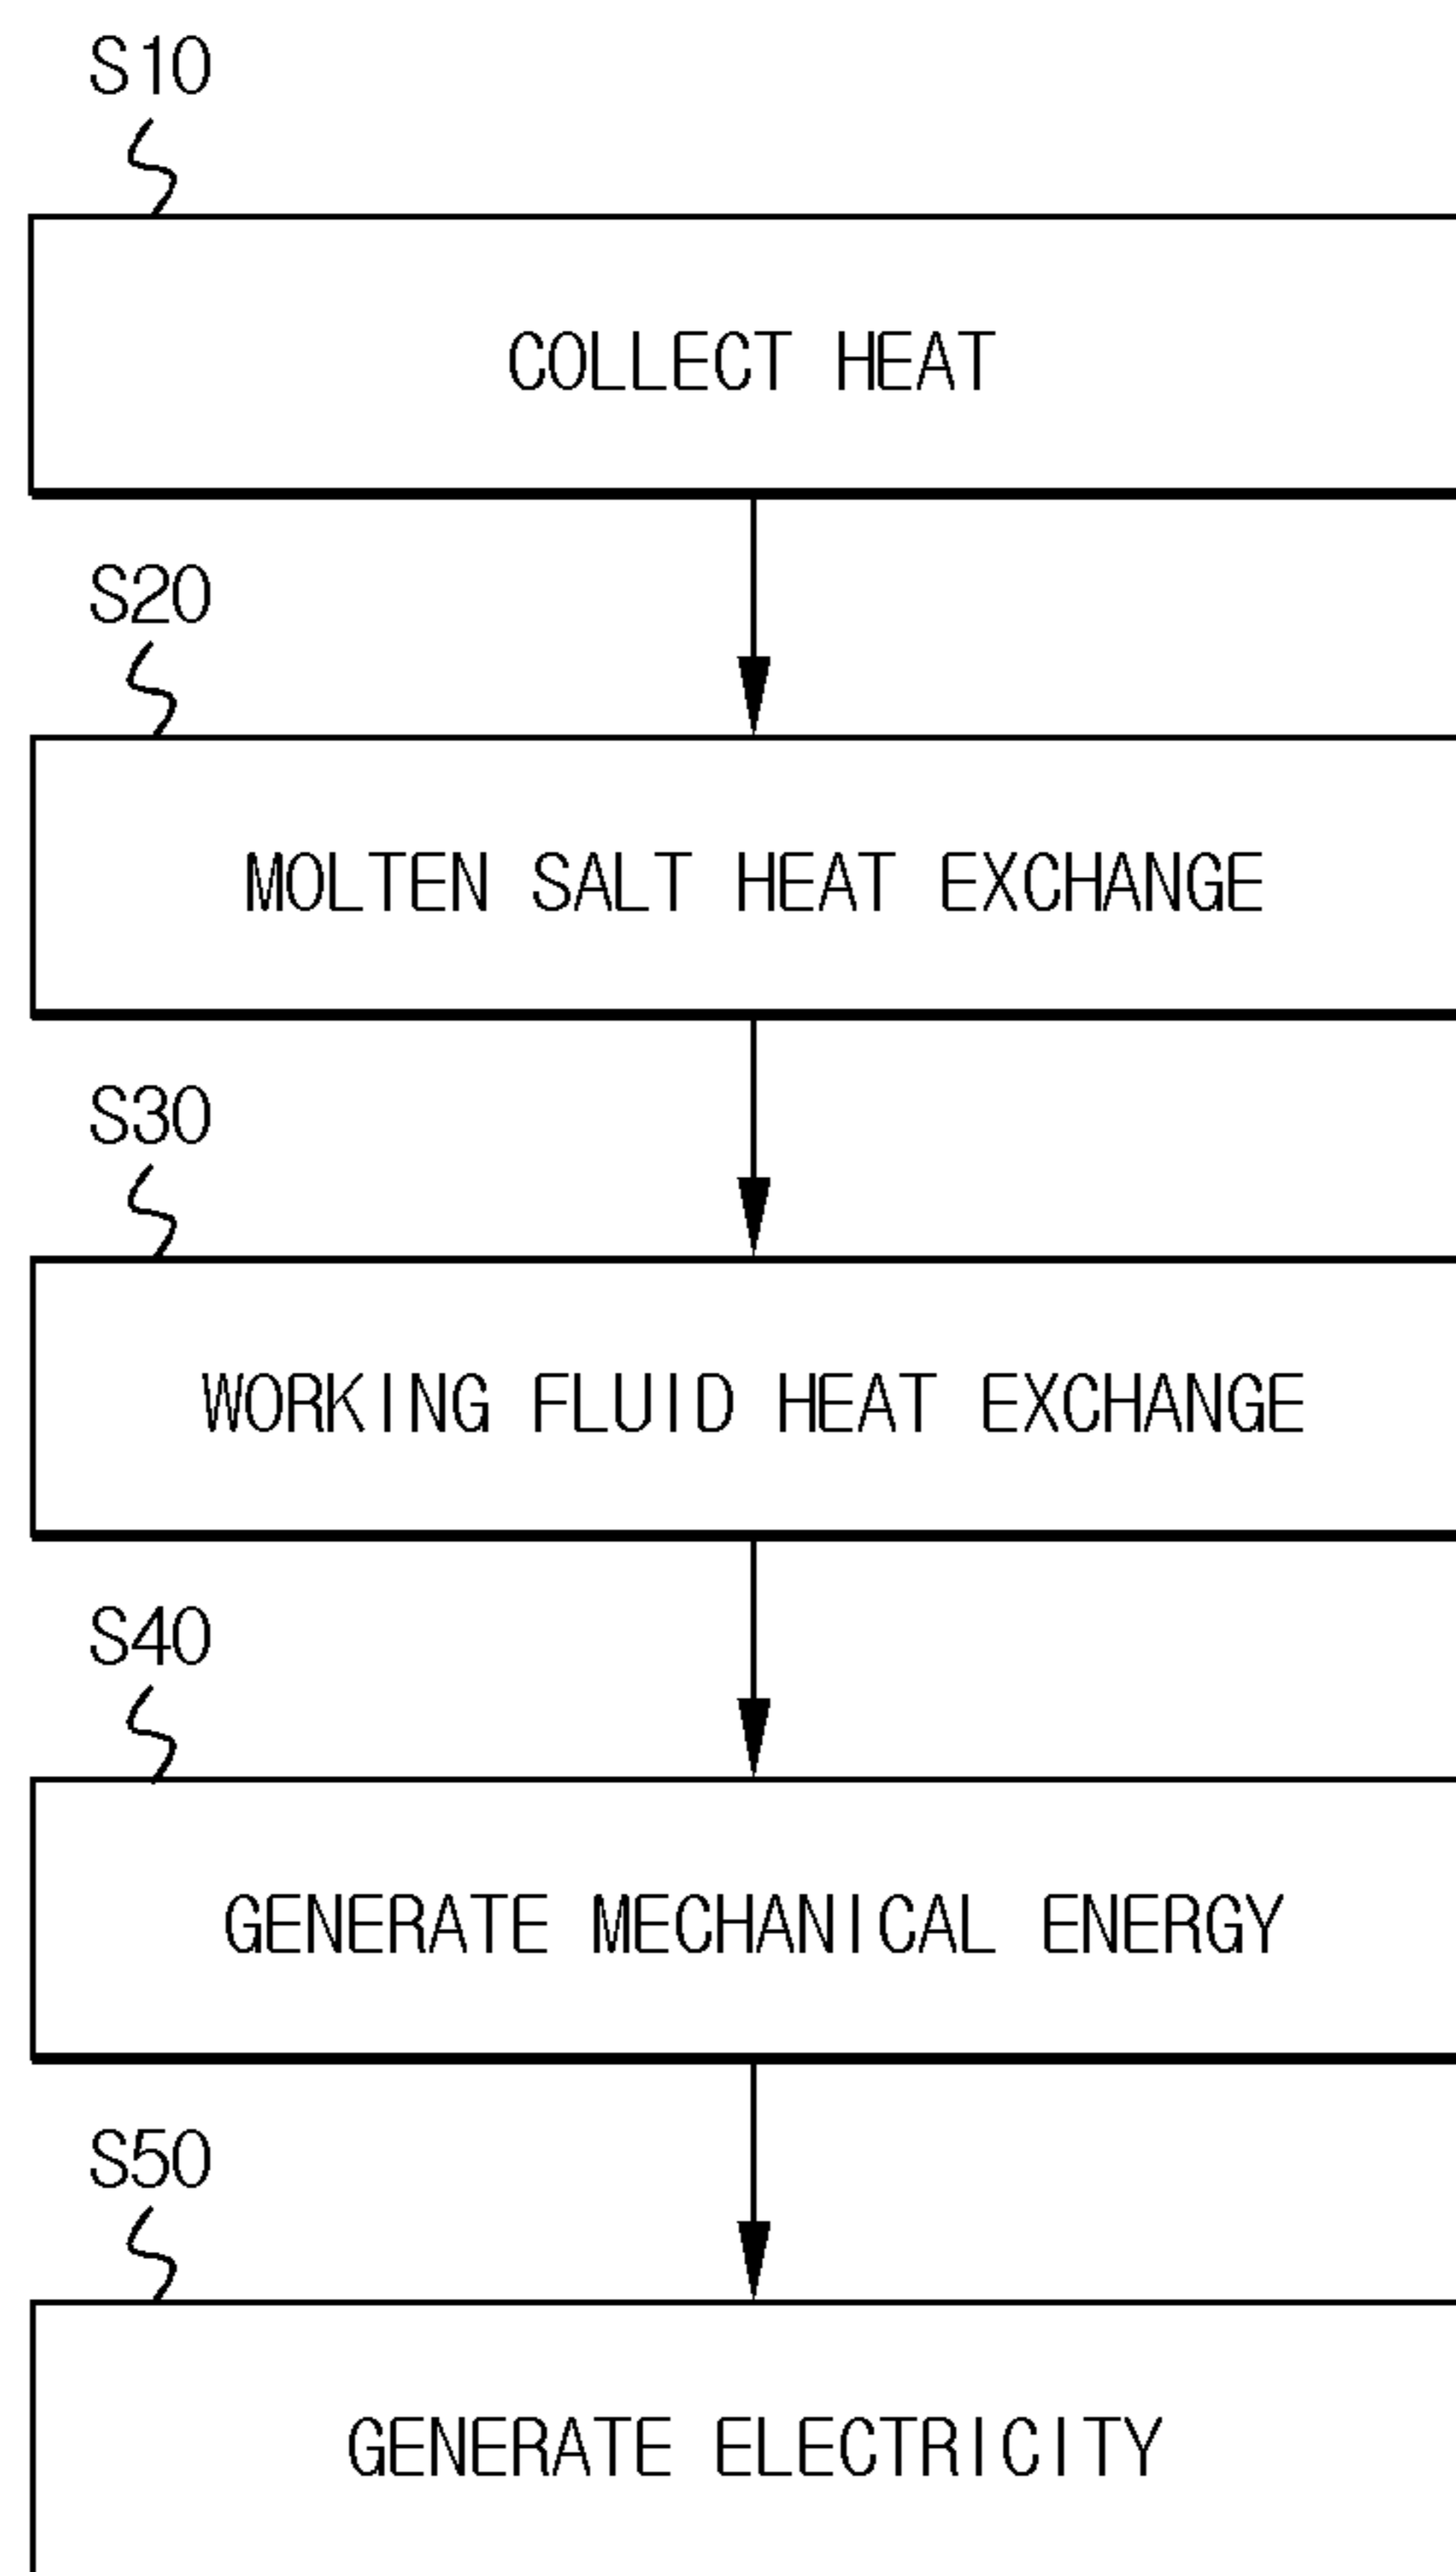 S10
COLLECT HEAT
S20
MOLTEN SALT HEAT EXCHANGE
S30
WORKING FLUID HEAT EXCHANGE
S40
GENERATE MECHANICAL ENERGY
S50
GENERATE ELECTRICITY